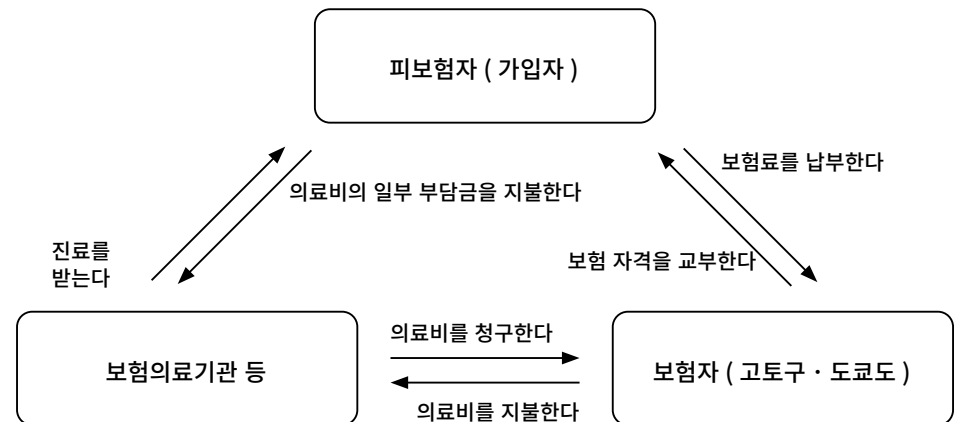 피보험자 ( 가입자 )
보험료를 납부한다
의료비의 일부 부담금을 지불한다
진료를
받는다
보험 자격을 교부한다
의료비를 청구한다
보험의료기관 등
보험자 ( 고토구 · 도쿄도 )
의료비를 지불한다